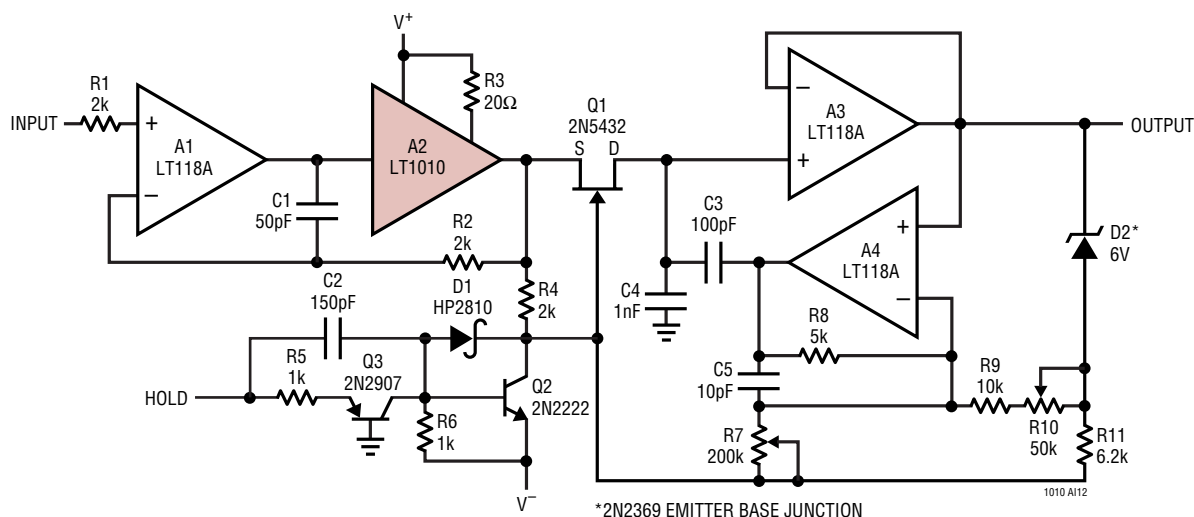 V+
R1
2k
INPUT
+
−
A1
LT118A
C1
50pF
A2
LT1010
R3
20Ω
R2
2k
Q1
2N5432
S D
−
+
A3
LT118A
OUTPUT
C3
100pF
C4
1nF
+
−
A4
LT118A
D2*
6V
C2
150pF
D1
HP2810
R4
2k
HOLD
R5
1k
Q3
2N2907
R6
1k
Q2
2N2222
V−
R8
5k
C5
10pF
R7
200k
R9
10k
R10
50k
R11
6.2k
1010 AI12
*2N2369 EMITTER BASE JUNCTION